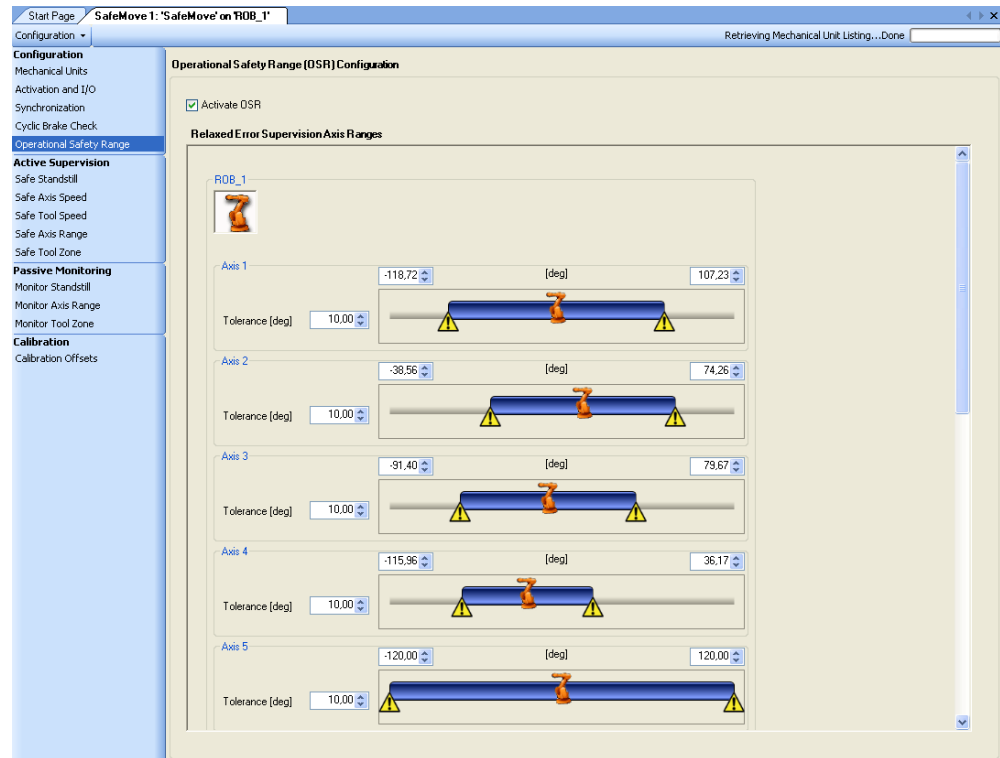 Start Page
SafeMove 1: 'SafeMove' on 'ROB_1'
Configuration
Retrieving Mechanical Unit Listing...Done
Configuration
Mechanical Units
Activation and I/O
Synchronization
Cyclic Brake Check
Operational Safety Range
Active Supervision
Safe Standstill
Safe Axis Speed
Safe Tool Speed
Safe Axis Range
Safe Tool Zone
Passive Monitoring
Monitor Standstill
Monitor Axis Range
Monitor Tool Zone
Calibration
Calibration Offsets
Operational Safety Range (OSR) Configuration
Activate OSR
Relaxed Error Supervision Axis Ranges
ROB_1
Axis 1
-118,72 [deg] 107,23
Tolerance [deg] 10,00
Axis 2
-38,56 [deg] 74,26
Tolerance [deg] 10,00
Axis 3
-91,40 [deg] 79,67
Tolerance [deg] 10,00
Axis 4
-115,96 [deg] 36,17
Tolerance [deg] 10,00
Axis 5
-120,00 [deg] 120,00
Tolerance [deg] 10,00